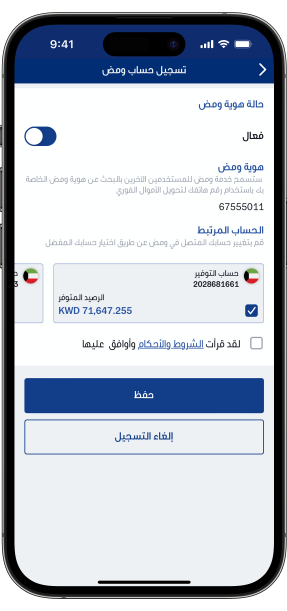 9:41
تسجيل حساب ومض
حالة هوية ومض
فعال
هوية ومض
ستسمح خدمة ومض للمستخدمين الآخرين بالبحث عن هوية ومض الخاصة
بك باستخدام رقم هاتفك لتحويل الأموال الفوري.
67555011
الحساب المرتبط
قم بتغيير حسابك المتصل في ومض عن طريق اختيار حسابك المفضل
حساب التوفير
2028681661
الرصيد المتوفر
KWD 71,647.255
لقد قرأت الشروط والأحكام وأوافق عليها
حفظ
إلغاء التسجيل